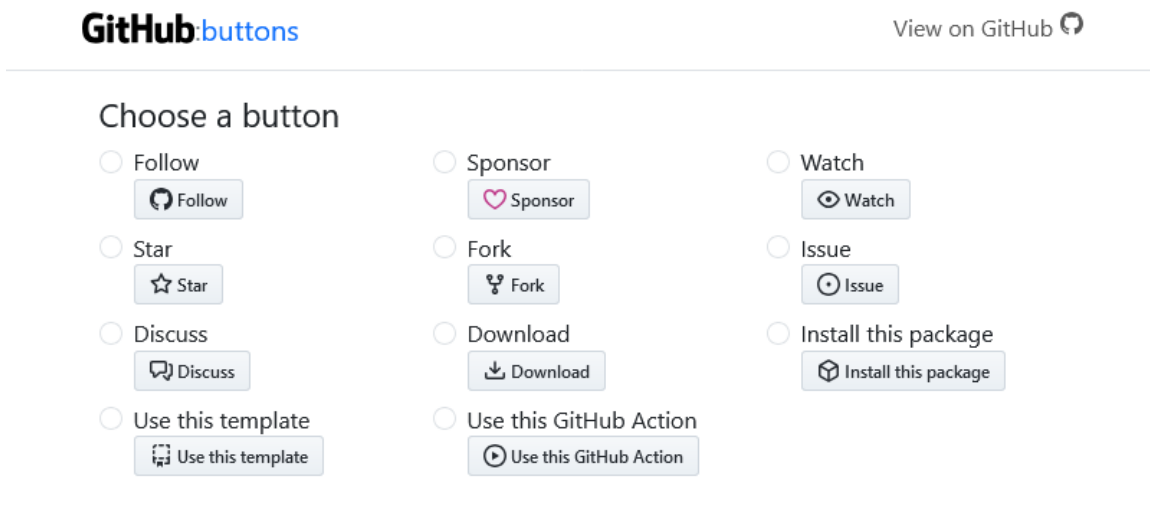 GitHub:buttons
View on GitHub
Choose a button
Follow
Follow
Sponsor
Sponsor
Watch
Watch
Star
Star
Fork
Fork
Issue
Issue
Discuss
Discuss
Download
Download
Install this package
Install this package
Use this template
Use this template
Use this GitHub Action
Use this GitHub Action